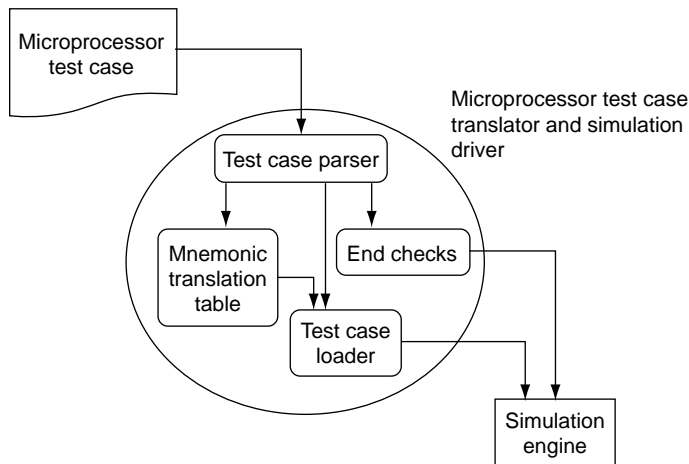 Microprocessor
test case
Microprocessor test case
translator and simulation
driver
Test case parser
Mnemonic
translation
table
End checks
Test case
loader
Simulation
engine